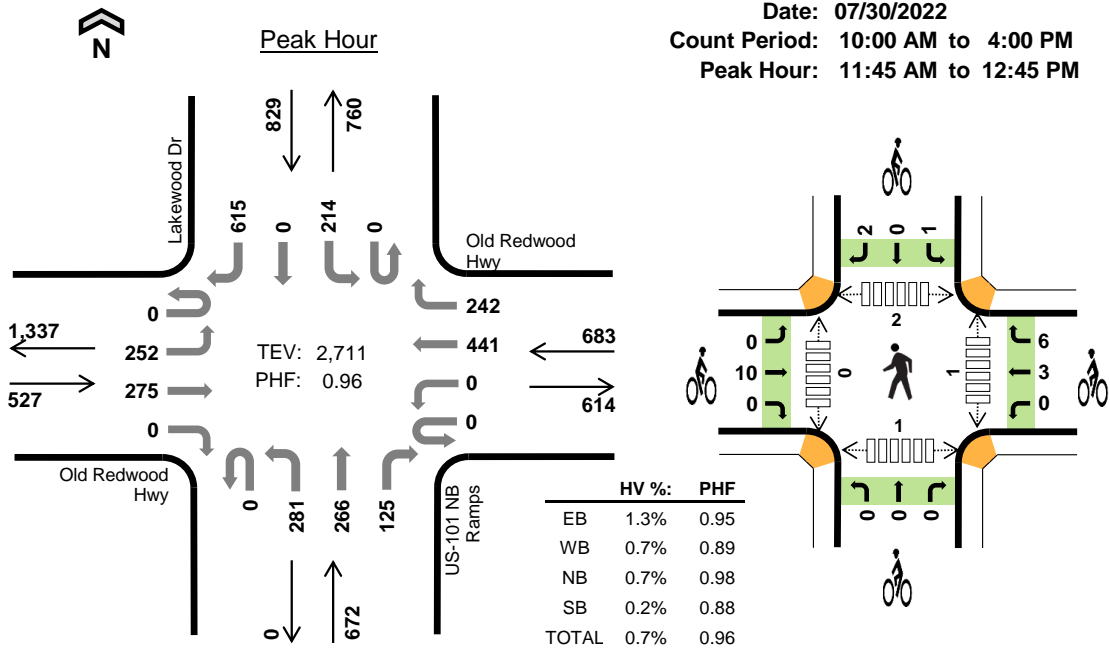 N
Peak Hour
Date: 07/30/2022
Count Period: 10:00 AM to 4:00 PM
Peak Hour: 11:45 AM to 12:45 PM
829
760
Lakewood Dr
615
0
214
0
Old Redwood
Hwy
0
252
275
0
1,337
527
TEV: 2,711
PHF: 0.96
242
441
0
0
683
614
Old Redwood
Hwy
0
281
266
125
US-101 NB
Ramps
0
672
HV %: PHF
EB 1.3% 0.95
WB 0.7% 0.89
NB 0.7% 0.98
SB 0.2% 0.88
TOTAL 0.7% 0.96
2
0
1
2
0
10
0
0
1
6
3
0
1
0
0
0